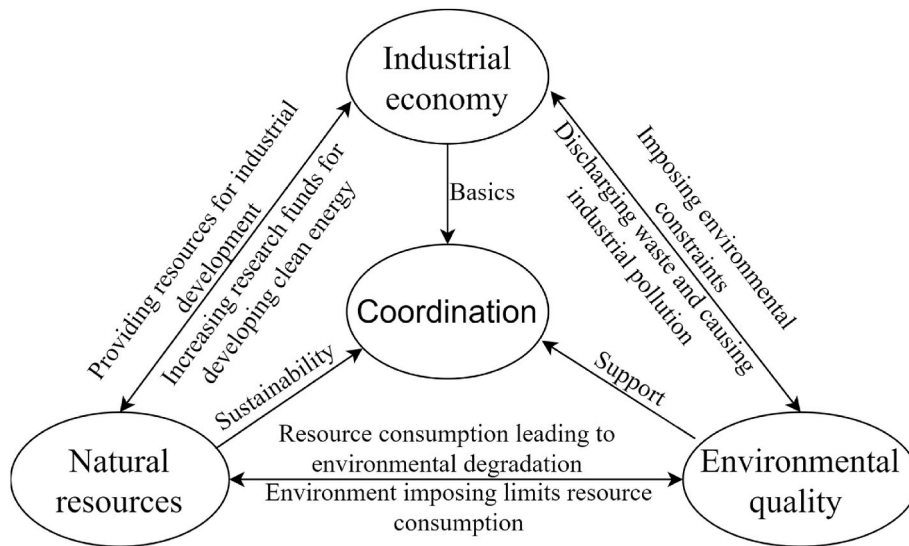 Industrial
economy
Providing resources for industrial
development
Increasing research funds for
developing clean energy
Basics
Discharging waste and causing
industrial pollution
Imposing environmental
constraints
Coordination
Sustainability
Support
Natural
resources
Resource consumption leading to
environmental degradation
Environment imposing limits resource
consumption
Environmental
quality